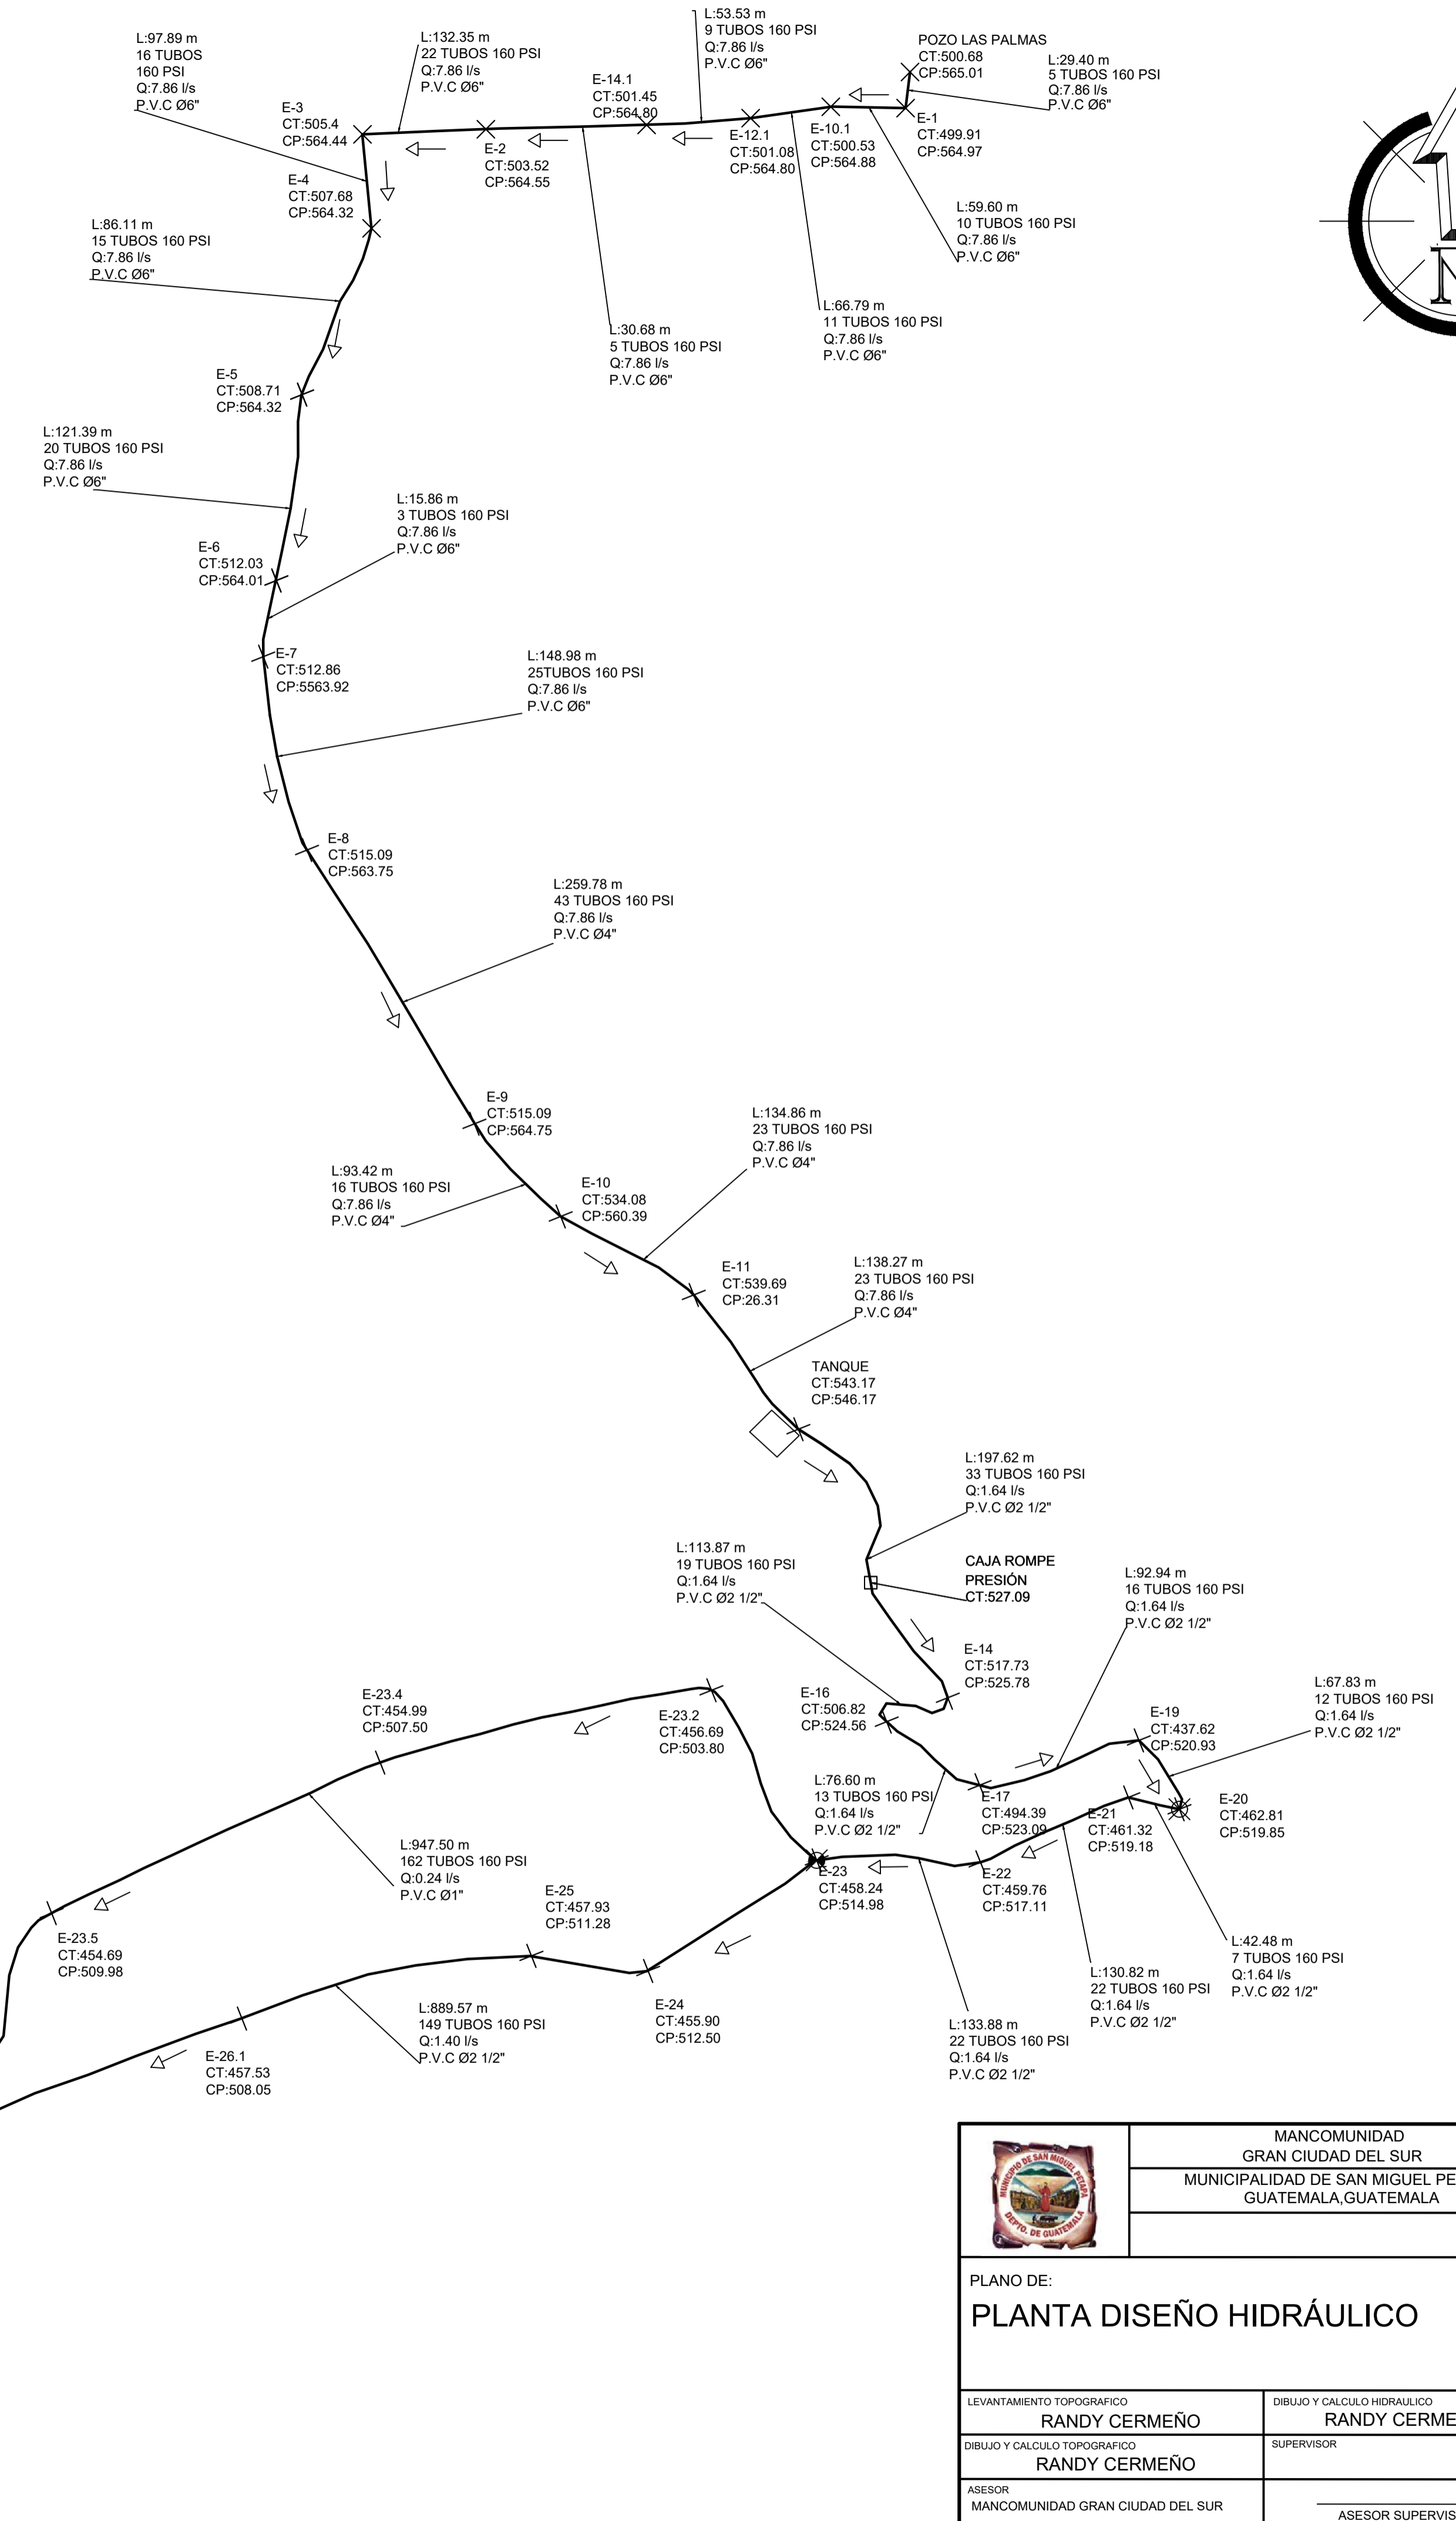 L:53.53 m
9 TUBOS 160 PSI
Q:7.86 l/s
P.V.C Ø6"
L:97.89 m
16 TUBOS
160 PSI
Q:7.86 l/s
P.V.C Ø6"
L:132.35 m
22 TUBOS 160 PSI
Q:7.86 l/s
P.V.C Ø6"
POZO LAS PALMAS
CT:500.68
CP:565.01
L:29.40 m
5 TUBOS 160 PSI
Q:7.86 l/s
P.V.C Ø6"
E-14.1
CT:501.45
CP:564.80
E-3
CT:505.4
CP:564.44
E-1
CT:499.91
CP:564.97
E-10.1
CT:500.53
CP:564.88
E-12.1
CT:501.08
CP:564.80
E-2
CT:503.52
CP:564.55
E-4
CT:507.68
CP:564.32
L:59.60 m
10 TUBOS 160 PSI
Q:7.86 l/s
P.V.C Ø6"
L:86.11 m
15 TUBOS 160 PSI
Q:7.86 l/s
P.V.C Ø6"
L:66.79 m
11 TUBOS 160 PSI
Q:7.86 l/s
P.V.C Ø6"
L:30.68 m
5 TUBOS 160 PSI
Q:7.86 l/s
P.V.C Ø6"
E-5
CT:508.71
CP:564.32
L:121.39 m
20 TUBOS 160 PSI
Q:7.86 l/s
P.V.C Ø6"
L:15.86 m
3 TUBOS 160 PSI
Q:7.86 l/s
P.V.C Ø6"
E-6
CT:512.03
CP:564.01
E-7
CT:512.86
CP:5563.92
L:148.98 m
25TUBOS 160 PSI
Q:7.86 l/s
P.V.C Ø6"
E-8
CT:515.09
CP:563.75
L:259.78 m
43 TUBOS 160 PSI
Q:7.86 l/s
P.V.C Ø4"
E-9
CT:515.09
CP:564.75
L:134.86 m
23 TUBOS 160 PSI
Q:7.86 l/s
P.V.C Ø4"
L:93.42 m
16 TUBOS 160 PSI
Q:7.86 l/s
P.V.C Ø4"
E-10
CT:534.08
CP:560.39
E-11
CT:539.69
CP:26.31
L:138.27 m
23 TUBOS 160 PSI
Q:7.86 l/s
P.V.C Ø4"
TANQUE
CT:543.17
CP:546.17
L:197.62 m
33 TUBOS 160 PSI
Q:1.64 l/s
P.V.C Ø2 1/2"
L:113.87 m
19 TUBOS 160 PSI
Q:1.64 l/s
P.V.C Ø2 1/2"
CAJA ROMPE
PRESIÓN
CT:527.09
L:92.94 m
16 TUBOS 160 PSI
Q:1.64 l/s
P.V.C Ø2 1/2"
E-14
CT:517.73
CP:525.78
L:67.83 m
12 TUBOS 160 PSI
Q:1.64 l/s
P.V.C Ø2 1/2"
E-23.4
CT:454.99
CP:507.50
E-16
CT:506.82
CP:524.56
E-23.2
CT:456.69
CP:503.80
E-19
CT:437.62
CP:520.93
L:76.60 m
13 TUBOS 160 PSI
Q:1.64 l/s
P.V.C Ø2 1/2"
E-17
CT:494.39
CP:523.09
E-21
CT:461.32
CP:519.18
E-20
CT:462.81
CP:519.85
L:947.50 m
162 TUBOS 160 PSI
Q:0.24 l/s
P.V.C Ø1"
E-23
CT:458.24
CP:514.98
E-22
CT:459.76
CP:517.11
E-25
CT:457.93
CP:511.28
E-23.5
CT:454.69
CP:509.98
L:42.48 m
7 TUBOS 160 PSI
Q:1.64 l/s
P.V.C Ø2 1/2"
L:130.82 m
22 TUBOS 160 PSI
Q:1.64 l/s
P.V.C Ø2 1/2"
E-24
CT:455.90
CP:512.50
L:889.57 m
149 TUBOS 160 PSI
Q:1.40 l/s
P.V.C Ø2 1/2"
L:133.88 m
22 TUBOS 160 PSI
Q:1.64 l/s
P.V.C Ø2 1/2"
E-26.1
CT:457.53
CP:508.05
MUNICIPIO DE SAN MIGUEL PETAPA
DEPTO. DE GUATEMALA
MANCOMUNIDAD
GRAN CIUDAD DEL SUR
MUNICIPALIDAD DE SAN MIGUEL PE
GUATEMALA,GUATEMALA
PLANO DE:
PLANTA DISEÑO HIDRÁULICO
LEVANTAMIENTO TOPOGRAFICO
RANDY CERMEÑO
DIBUJO Y CALCULO HIDRAULICO
RANDY CERME
DIBUJO Y CALCULO TOPOGRAFICO
RANDY CERMEÑO
SUPERVISOR
ASESOR
MANCOMUNIDAD GRAN CIUDAD DEL SUR
ASESOR SUPERVIS